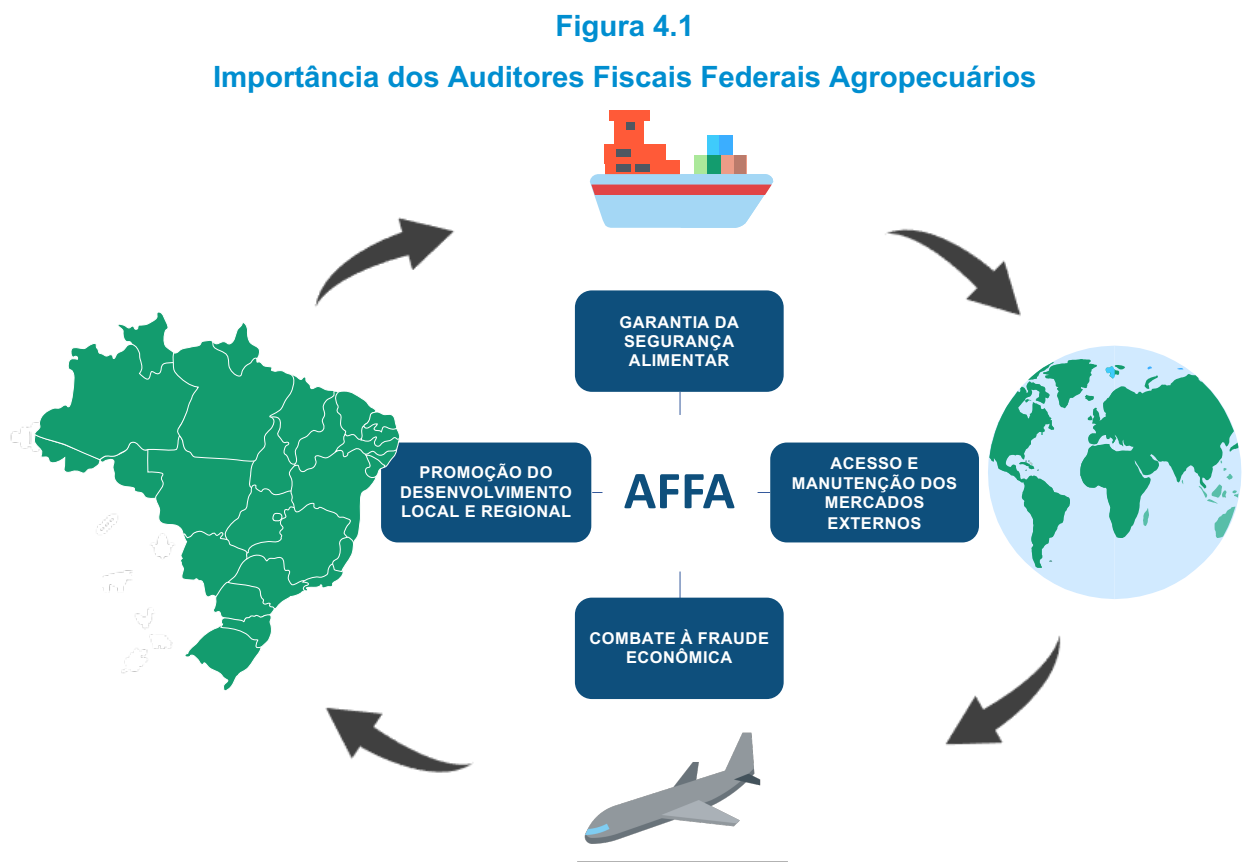 Figura 4.1
Importância dos Auditores Fiscais Federais Agropecuários
GARANTIA DA
SEGURANÇA
ALIMENTAR
PROMOÇÃO DO
DESENVOLVIMENTO
LOCAL E REGIONAL
AFFA
ACESSO E
MANUTENÇÃO DOS
MERCADOS
EXTERNOS
COMBATE À FRAUDE
ECONÔMICA